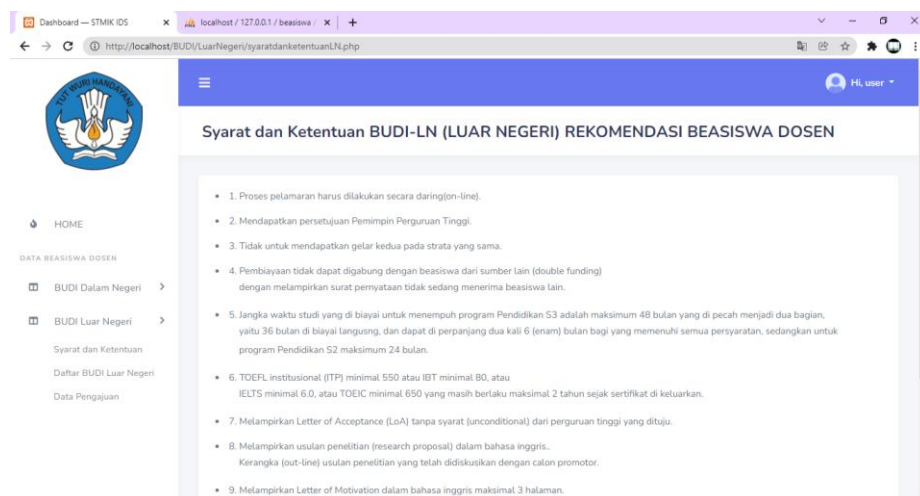 Dashboard — STMIK IDS
localhost / 127.0.0.1 / beasiswa /
http://localhost/BUDI/LuarNegeri/syaratdanketentuanLN.php
TUT WURI HANDAYANI
Hi, user
Syarat dan Ketentuan BUDI-LN (LUAR NEGERI) REKOMENDASI BEASISWA DOSEN
HOME
DATA BEASISWA DOSEN
BUDI Dalam Negeri
BUDI Luar Negeri
Syarat dan Ketentuan
Daftar BUDI Luar Negeri
Data Pengajuan
• 1. Proses pelamaran harus dilakukan secara daring(on-line).
• 2. Mendapatkan persetujuan Pemimpin Perguruan Tinggi.
• 3. Tidak untuk mendapatkan gelar kedua pada strata yang sama.
• 4. Pembiayaan tidak dapat digabung dengan beasiswa dari sumber lain (double funding)
dengan melampirkan surat pernyataan tidak sedang menerima beasiswa lain.
• 5. Jangka waktu studi yang di biayai untuk menempuh program Pendidikan S3 adalah maksimum 48 bulan yang di pecah menjadi dua bagian,
yaitu 36 bulan di biayai langusng, dan dapat di perpanjang dua kali 6 (enam) bulan bagi yang memenuhi semua persyaratan, sedangkan untuk
program Pendidikan S2 maksimum 24 bulan.
• 6. TOEFL institusional (ITP) minimal 550 atau IBT minimal 80, atau
IELTS minimal 6.0, atau TOEIC minimal 650 yang masih berlaku maksimal 2 tahun sejak sertifikat di keluarkan.
• 7. Melampirkan Letter of Acceptance (LoA) tanpa syarat (unconditional) dari perguruan tinggi yang dituju.
• 8. Melampirkan usulan penelitian (research proposal) dalam bahasa inggris..
Kerangka (out-line) usulan penelitian yang telah didiskusikan dengan calon promotor.
• 9. Melampirkan Letter of Motivation dalam bahasa inggris maksimal 3 halaman.